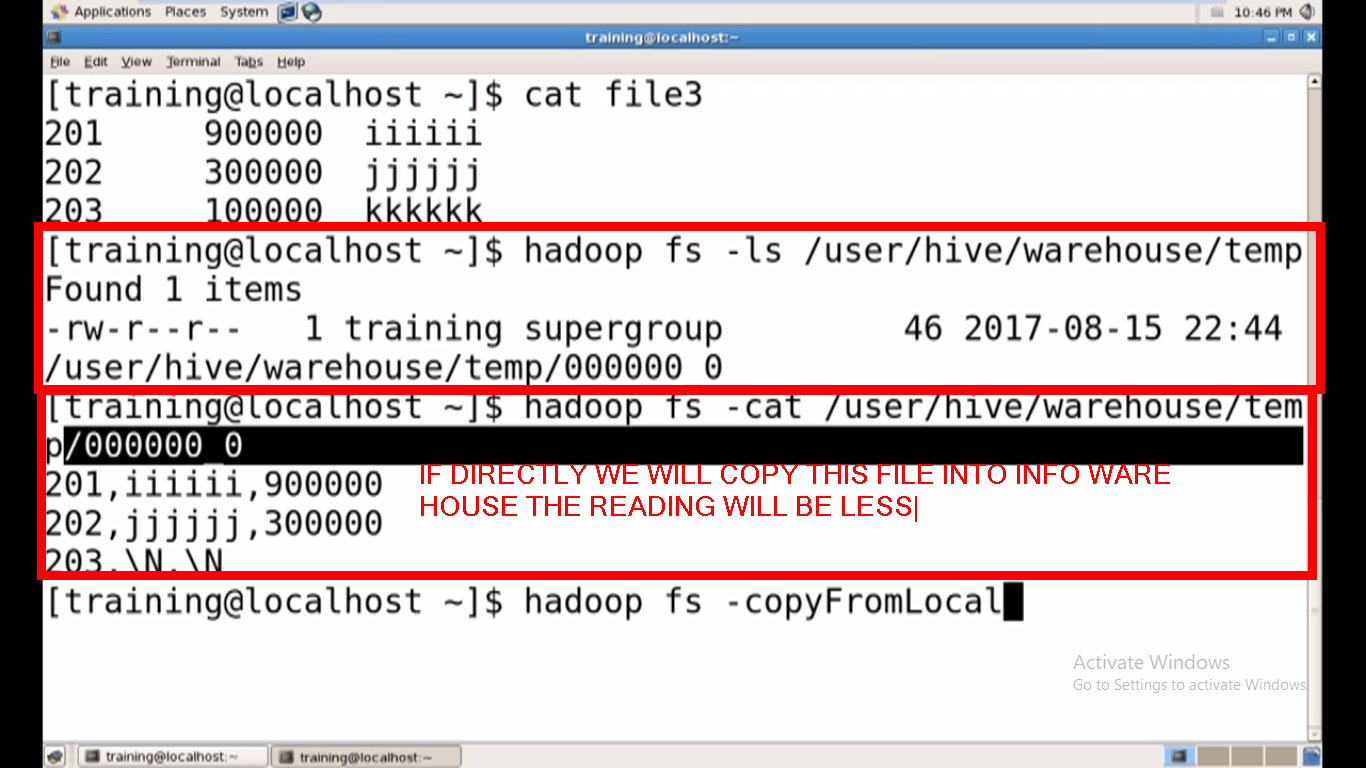 Applications Places System 10:46 PM
training@localhost:~
File Edit View Terminal Tabs Help
[training@localhost ~]$ cat file3
201 900000 iiiiii
202 300000 jjjjjj
203 100000 kkkkkk
[training@localhost ~]$ hadoop fs -ls /user/hive/warehouse/temp
Found 1 items
-rw-r--r-- 1 training supergroup 46 2017-08-15 22:44
/user/hive/warehouse/temp/000000_0
[training@localhost ~]$ hadoop fs -cat /user/hive/warehouse/tem
p/000000_0
201,iiiiii,900000
202,jjjjjj,300000
203,\N,\N
IF DIRECTLY WE WILL COPY THIS FILE INTO INFO WARE
HOUSE THE READING WILL BE LESS
[training@localhost ~]$ hadoop fs -copyFromLocal
Activate Windows
Go to Settings to activate Windows.
training@localhost:~ training@localhost:~